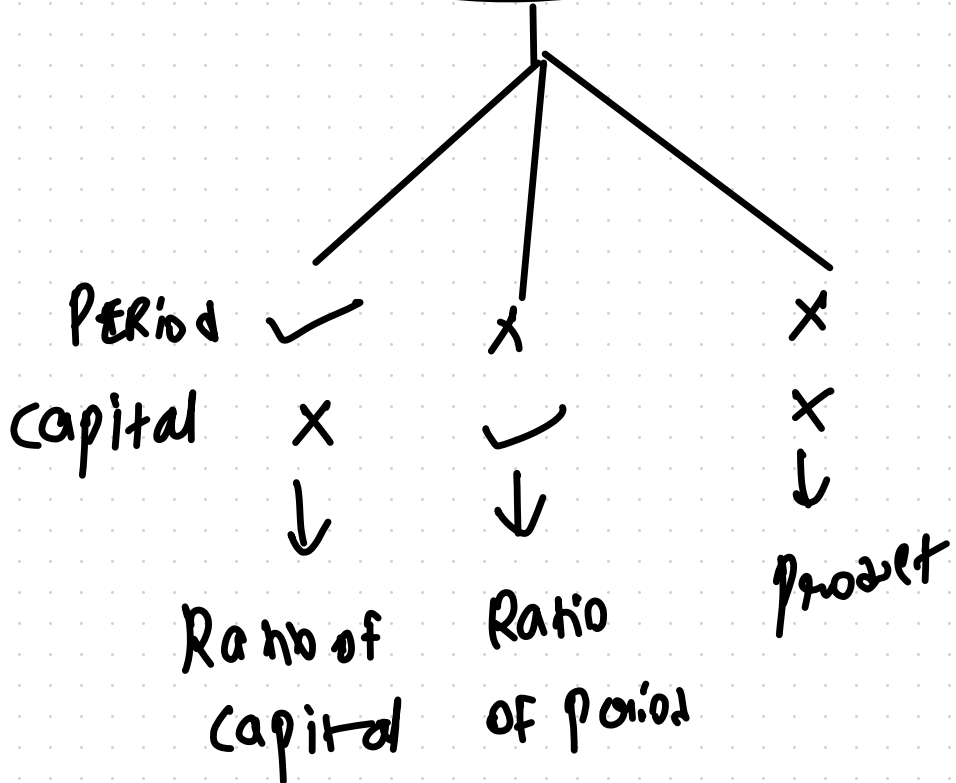 Period ✓ X X
capital X ✓ X
Ratio of capital
Ratio of period
product